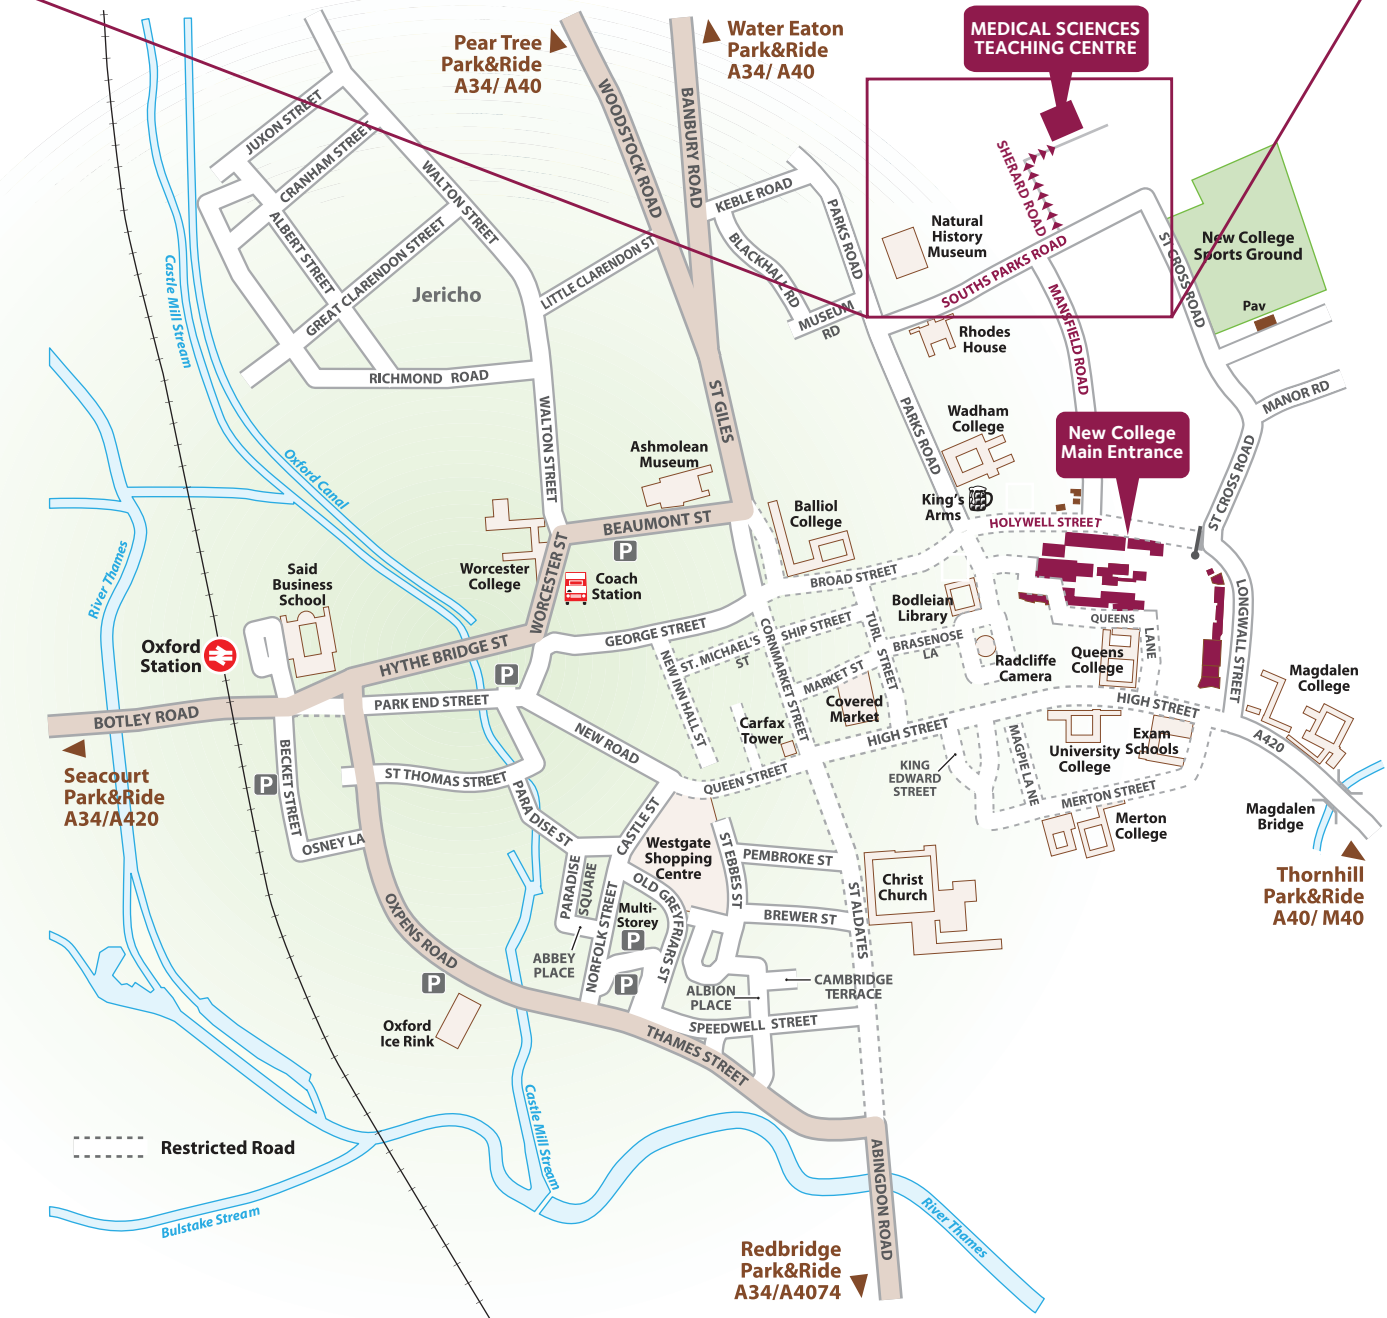 MEDICAL SCIENCES
TEACHING CENTRE
Pear Tree
Park&Ride
A34/ A40
Water Eaton
Park&Ride
A34/ A40
WOODSTOCK ROAD
BANBURY ROAD
JUXON STREET
CRANHAM STREET
WALTON STREET
ALBERT STREET
GREAT CLARENDON STREET
LITTLE CLARENDON ST
Jericho
RICHMOND ROAD
WALTON STREET
KEBLE ROAD
BLACKHALL RD
PARKS ROAD
MUSEUM
RD
SHERARD ROAD
Natural
History
Museum
SOUTHS PARKS ROAD
MANSFIELD ROAD
ST CROSS ROAD
New College
Sports Ground
Pav
MANOR RD
Rhodes
House
PARKS ROAD
Wadham
College
New College
Main Entrance
King's
Arms
HOLYWELL STREET
ST CROSS ROAD
LONGWALL STREET
Castle Mill Stream
Oxford Canal
River Thames
ST GILES
Ashmolean
Museum
BEAUMONT ST
P
Balliol
College
Worcester
College
WORCESTER ST
Coach
Station
BROAD STREET
Said
Business
School
Oxford
Station
HYTHE BRIDGE ST
GEORGE STREET
P
BOTLEY ROAD
PARK END STREET
Seacourt
Park&Ride
A34/A420
BECKET STREET
P
OSNEY LA
ST THOMAS STREET
NEW ROAD
NEW INN HALL ST
ST. MICHAEL'S
ST
SHIP STREET
CORNMARKET STREET
TURL STREET
MARKET ST
BRASENOSE
LA
Bodleian
Library
Radcliffe
Camera
QUEENS
LANE
Queens
College
Covered
Market
Carfax
Tower
QUEEN STREET
HIGH STREET
HIGH STREET
KING
EDWARD
STREET
MAGPIE LA NE
University
College
Exam
Schools
MERTON STREET
Merton
College
Magdalen
College
A420
Magdalen
Bridge
Thornhill
Park&Ride
A40/ M40
PARA DISE ST
CASTLE ST
Westgate
Shopping
Centre
ST EBBES ST
PEMBROKE ST
BREWER ST
PARADISE
SQUARE
OLD GREYFRIARS ST
Multi-
Storey
P
NORFOLK STREET
ABBEY
PLACE
P
Christ
Church
ST ALDATES
CAMBRIDGE
TERRACE
ALBION
PLACE
SPEEDWELL STREET
OXPENS ROAD
P
Oxford
Ice Rink
THAMES STREET
Castle Mill Stream
ABINGDON ROAD
River Thames
Restricted Road
Bulstake Stream
Redbridge
Park&Ride
A34/A4074